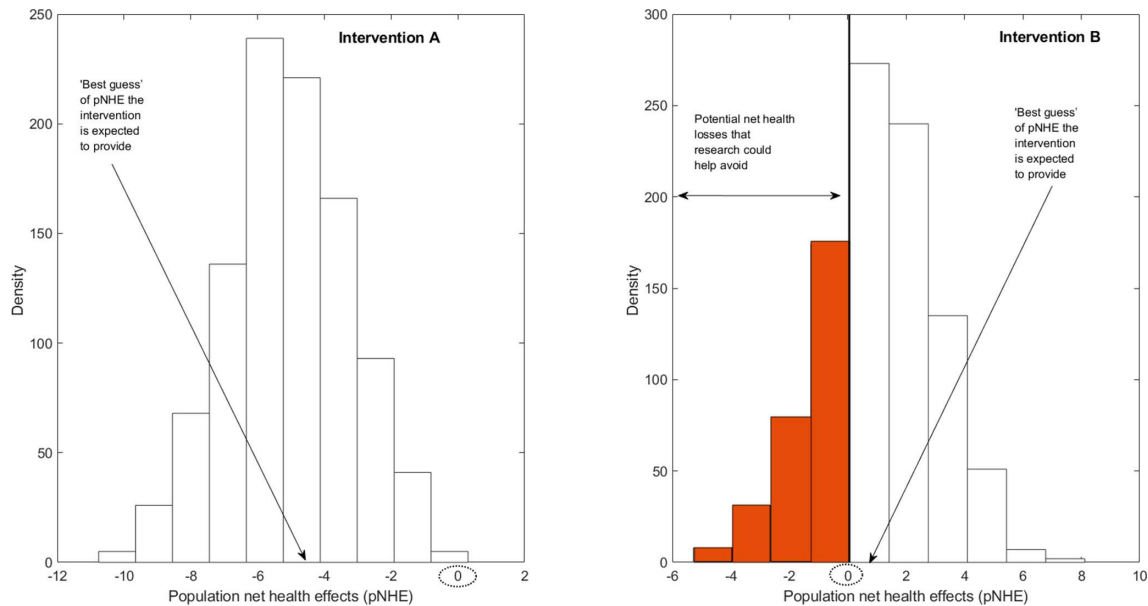 Intervention A
'Best guess'
of pNHE the
intervention
is expected
to provide
Density
250
200
150
100
50
0
-12 -10 -8 -6 -4 -2 0 2
Population net health effects (pNHE)
Intervention B
Potential net health
losses that
research could
help avoid
'Best guess'
of pNHE the
intervention
is expected
to provide
Density
300
250
200
150
100
50
0
-6 -4 -2 0 2 4 6 8 10
Population net health effects (pNHE)